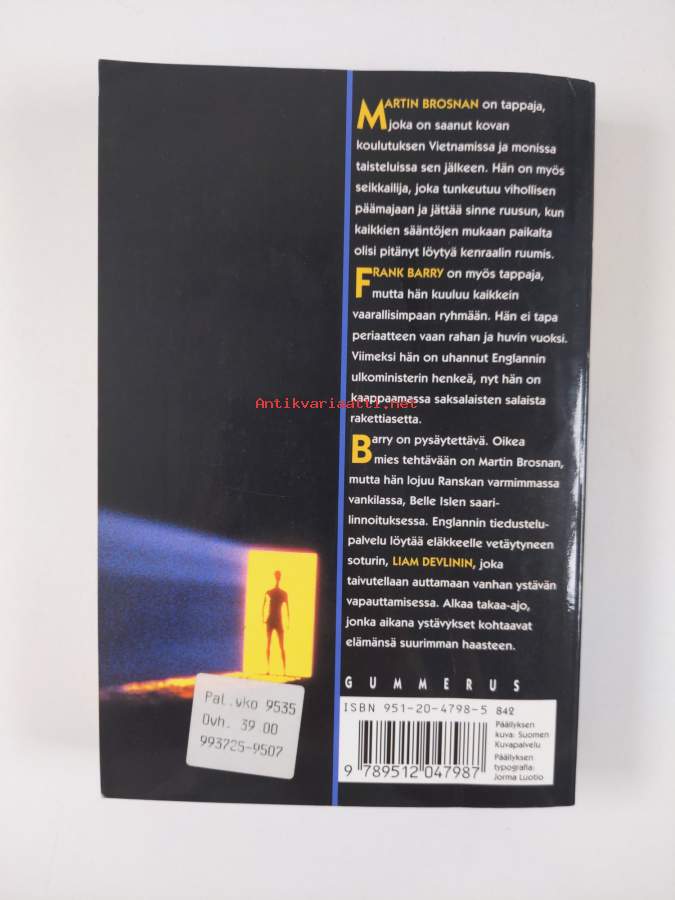 MARTIN BROSNAN on tappaja,
joka on saanut kovan
koulutuksen Vietnamissa ja monissa
taisteluissa sen jälkeen. Hän on myös
seikkailija, joka tunkeutuu vihollisen
päämajaan ja jättää sinne ruusun, kun
kaikkien sääntöjen mukaan paikalta
olisi pitänyt löytyä kenraalin ruumis.
FRANK BARRY on myös tappaja,
mutta hän kuuluu kaikkein
vaarallisimpaan ryhmään. Hän ei tapa
periaatteen vaan rahan ja huvin vuoksi.
Viimeksi hän on uhannut Englannin
ulkoministerin henkeä, nyt hän on
kaappaamassa saksalaisten salaista
Antikvariaatti.net
rakettiasetta.
Barry on pysäytettävä. Oikea
mies tehtävään on Martin Brosnan,
mutta hän lojuu Ranskan varmimmassa
vankilassa, Belle Islen saari-
linnoituksessa. Englannin tiedustelu-
palvelu löytää eläkkeelle vetäytyneen
soturin, LIAM DEVLININ, joka
taivutellaan auttamaan vanhan ystävän
vapauttamisessa. Alkaa takaa-ajo,
jonka aikana ystävykset kohtaavat
elämänsä suurimman haasteen.
GUMMERUS
ISBN 951-20-4798-5 842
9 789512 047987
Päällyksen
kuva: Suomen
Kuvapalvelu
Päällyksen
typografia:
Jorma Luotio
Pal.vko 9535
Ovh. 39 00
993725-9507